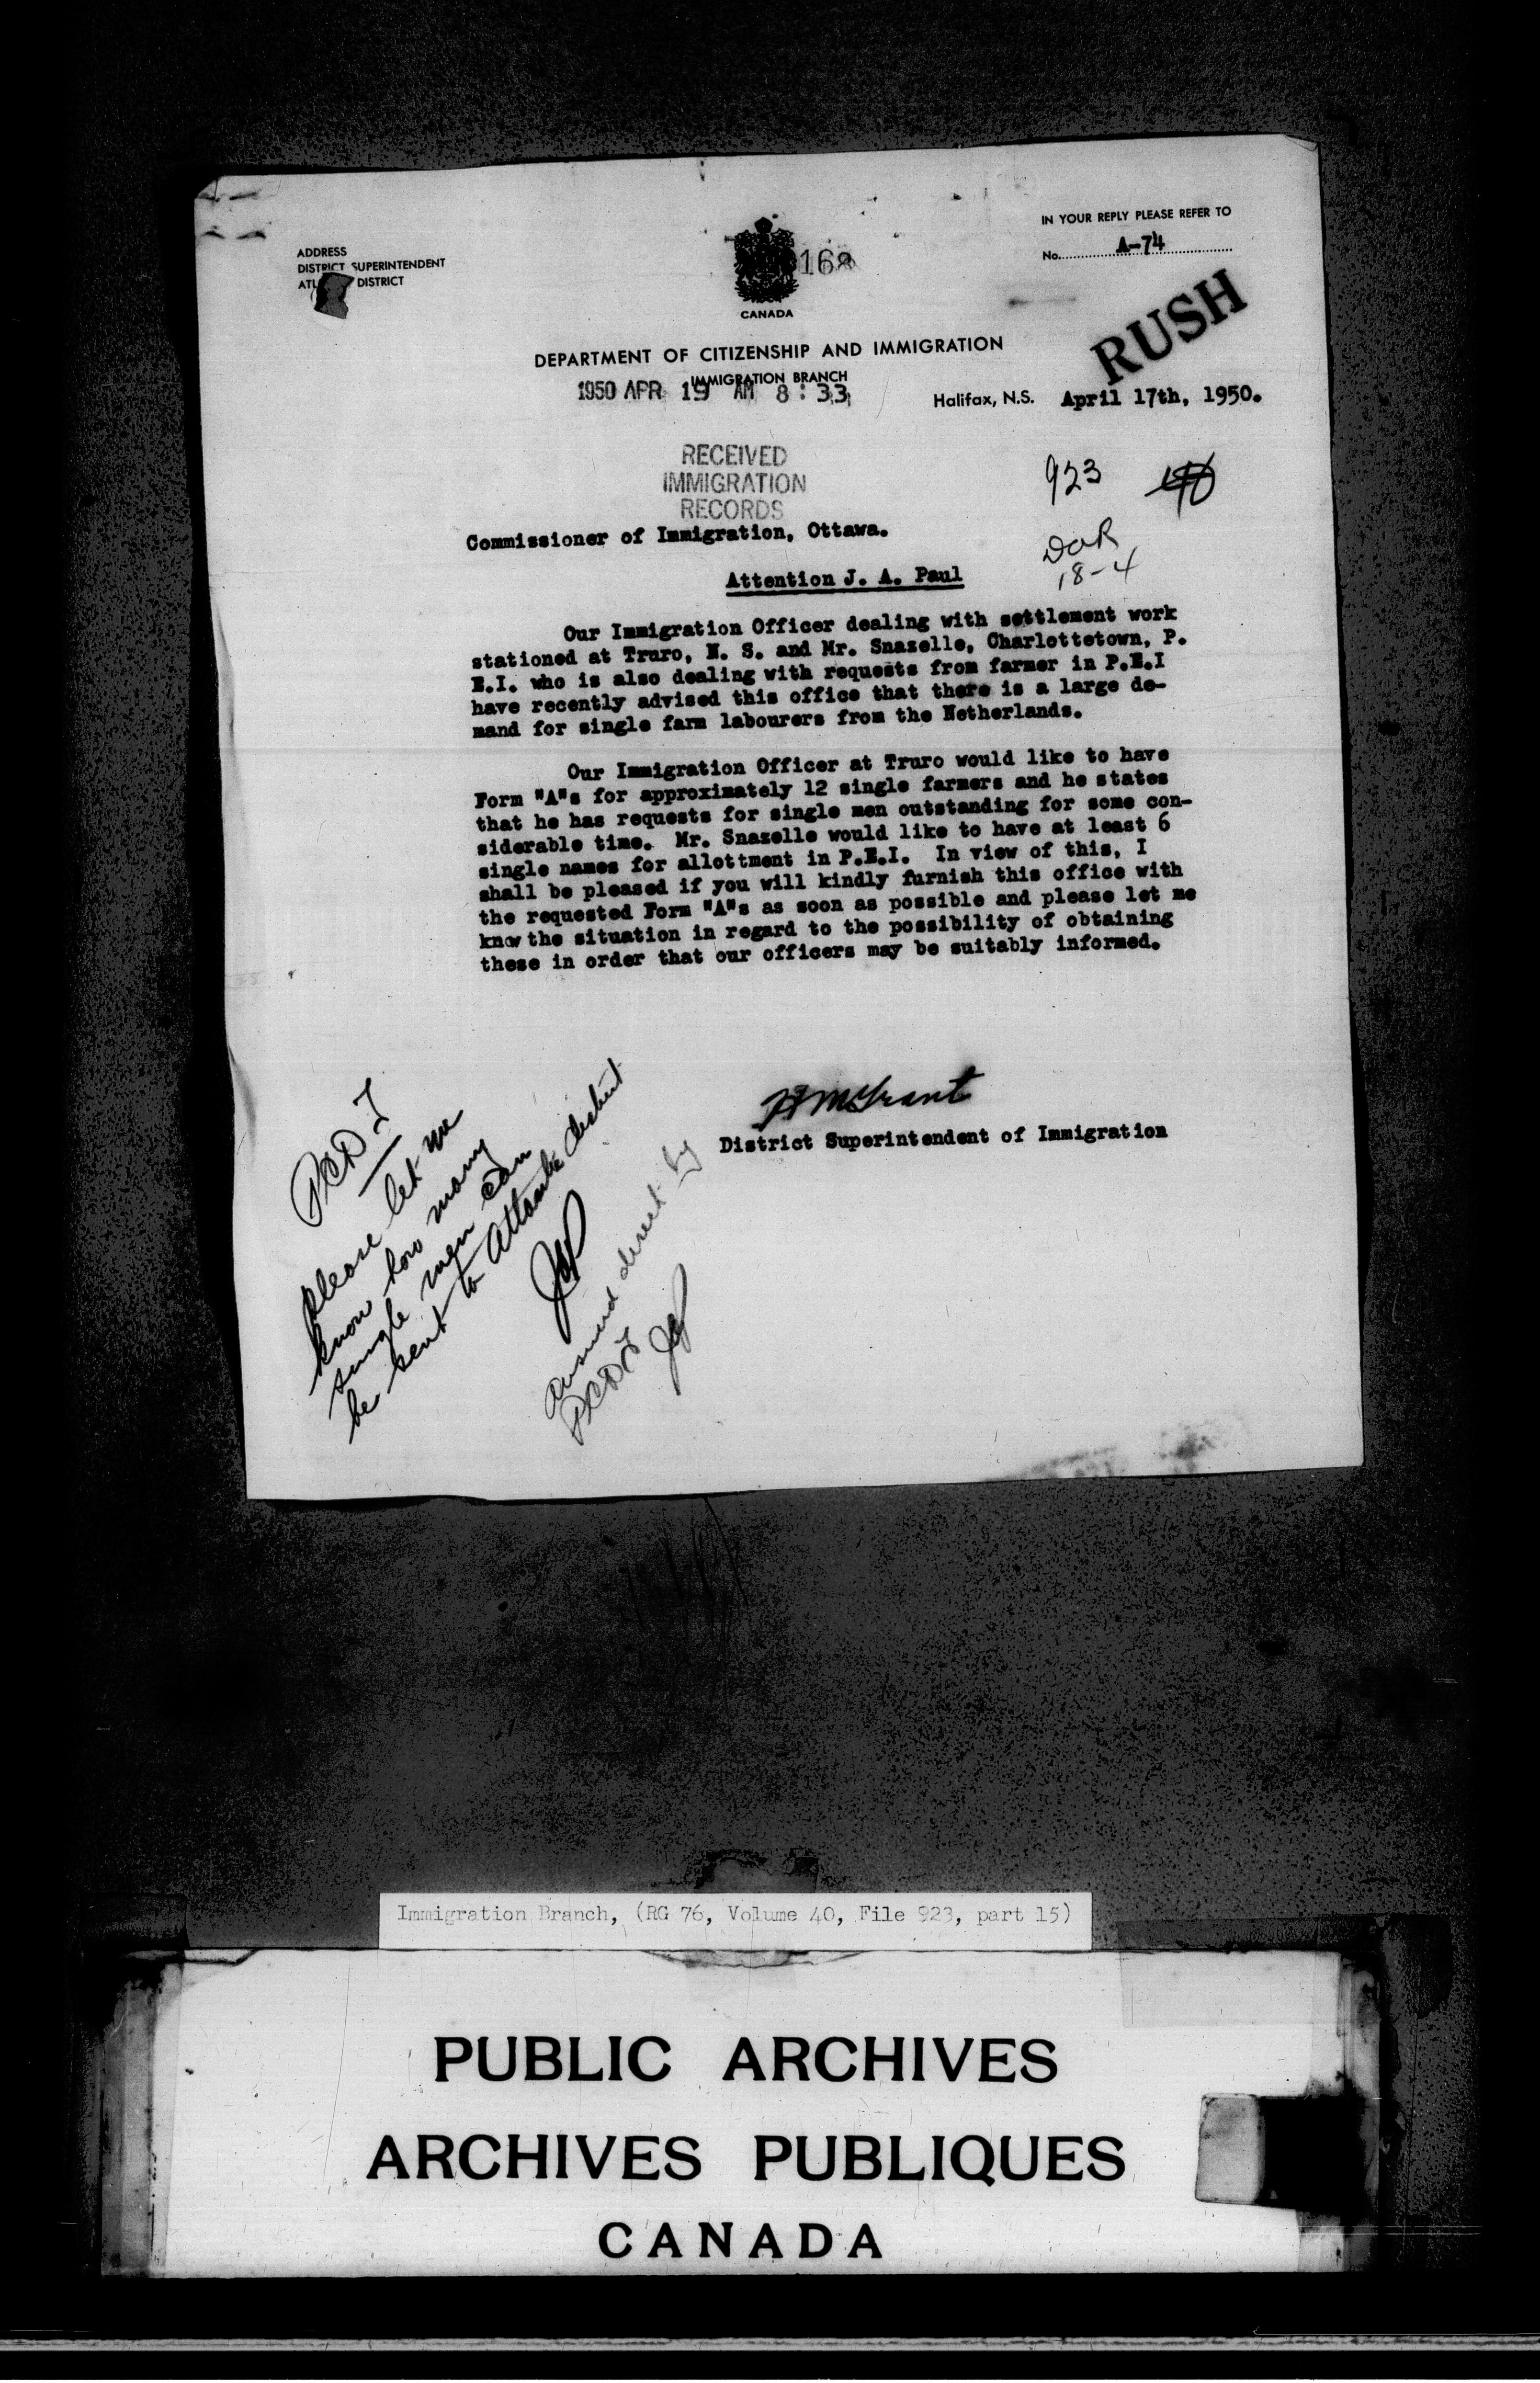 ADDRESS
DISTRICT SUPERINTENDENT
DISTRICT
CANADA
168
IN YOUR REPLY PLEASE REFER TO
No. A-74
RUSH
DEPARTMENT OF CITIZENSHIP AND IMMIGRATION
IMMIGRATION BRANCH
1950 APR 19 AM 8:33
Halifax, N.S. April 17th, 1950.
RECEIVED
IMMIGRATION
RECORDS
923
18-4
Commissioner of Immigration, Ottawa.
Attention J. A. Paul
Our Immigration Officer dealing with settlement work
stationed at Truro, N. S. and Mr. Snazelle, Charlottetown, P.
E.I. who is also dealing with requests from farmer in P.E.I
have recently advised this office that there is a large de-
mand for single farm labourers from the Netherlands.
Our Immigration Officer at Truro would like to have
Form "A"s for approximately 12 single farmers and he states
that he has requests for single men outstanding for some con-
siderable time. Mr. Snazelle would like to have at least 6
single names for allottment in P.E.I. In view of this, I
shall be pleased if you will kindly furnish this office with
the requested Form "A"s as soon as possible and please let me
know the situation in regard to the possibility of obtaining
these in order that our officers may be suitably informed.
District Superintendent of Immigration
please let me
know how many
single men can
be sent to Atlantic district
direct by
Immigration Branch, (RG 76, Volume 40, File 923, part 15)
PUBLIC ARCHIVES
ARCHIVES PUBLIQUES
CANADA